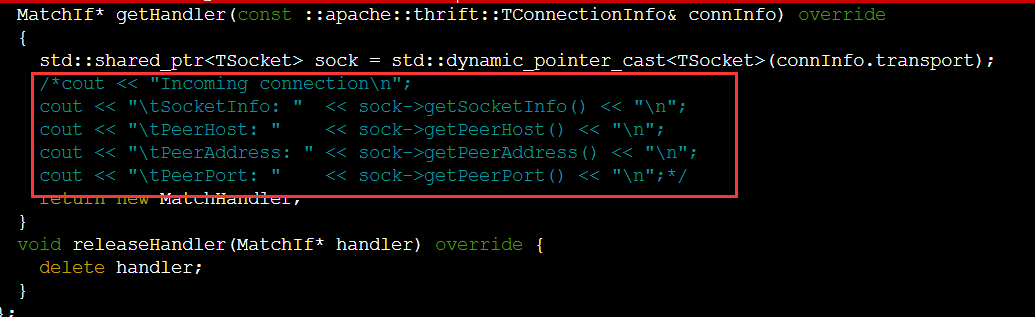 MatchIf* getHandler(const ::apache::thrift::TConnectionInfo& connInfo) override
{
  std::shared_ptr<TSocket> sock = std::dynamic_pointer_cast<TSocket>(connInfo.transport);
  /*cout << "Incoming connection\n";
  cout << "\tSocketInfo: "  << sock->getSocketInfo() << "\n";
  cout << "\tPeerHost: "    << sock->getPeerHost() << "\n";
  cout << "\tPeerAddress: " << sock->getPeerAddress() << "\n";
  cout << "\tPeerPort: "    << sock->getPeerPort() << "\n";*/
  return new MatchHandler;
}
void releaseHandler(MatchIf* handler) override {
  delete handler;
}
};